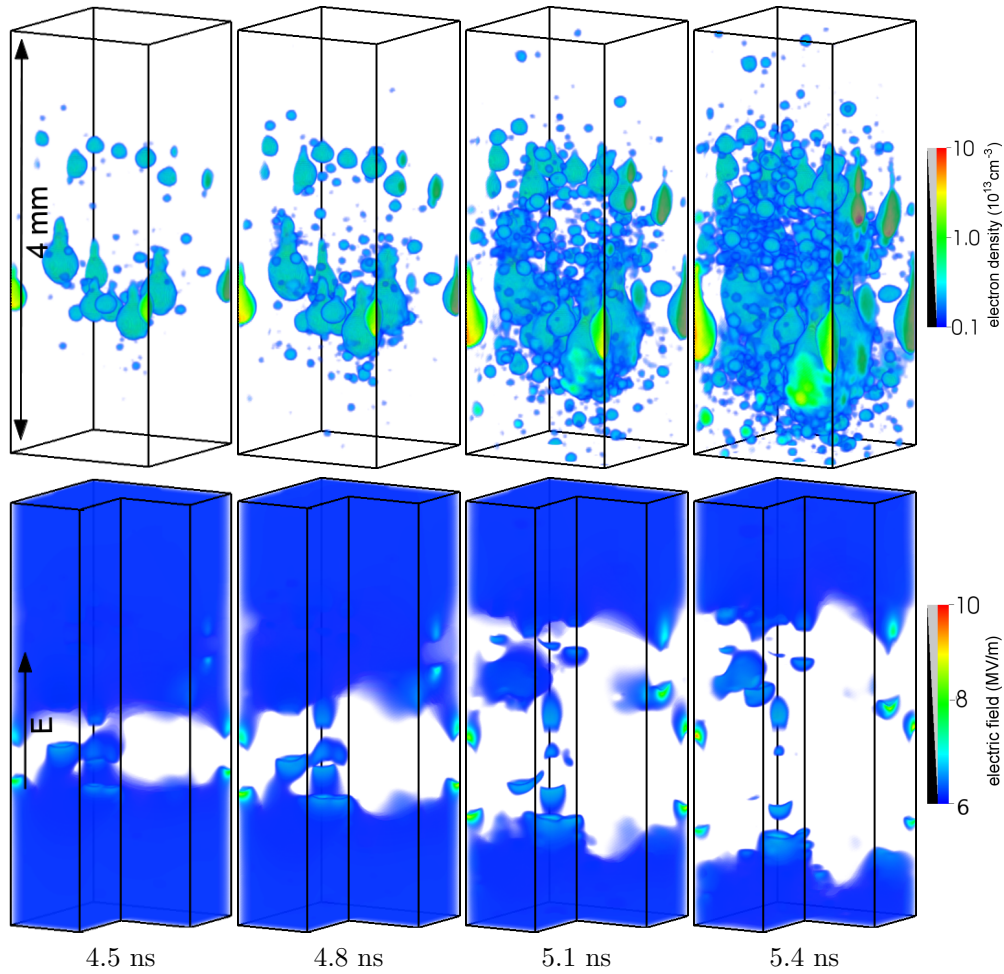 4 mm
10
1.0
0.1
electron density (10¹³cm⁻³)
E
10
8
6
electric field (MV/m)
4.5 ns
4.8 ns
5.1 ns
5.4 ns